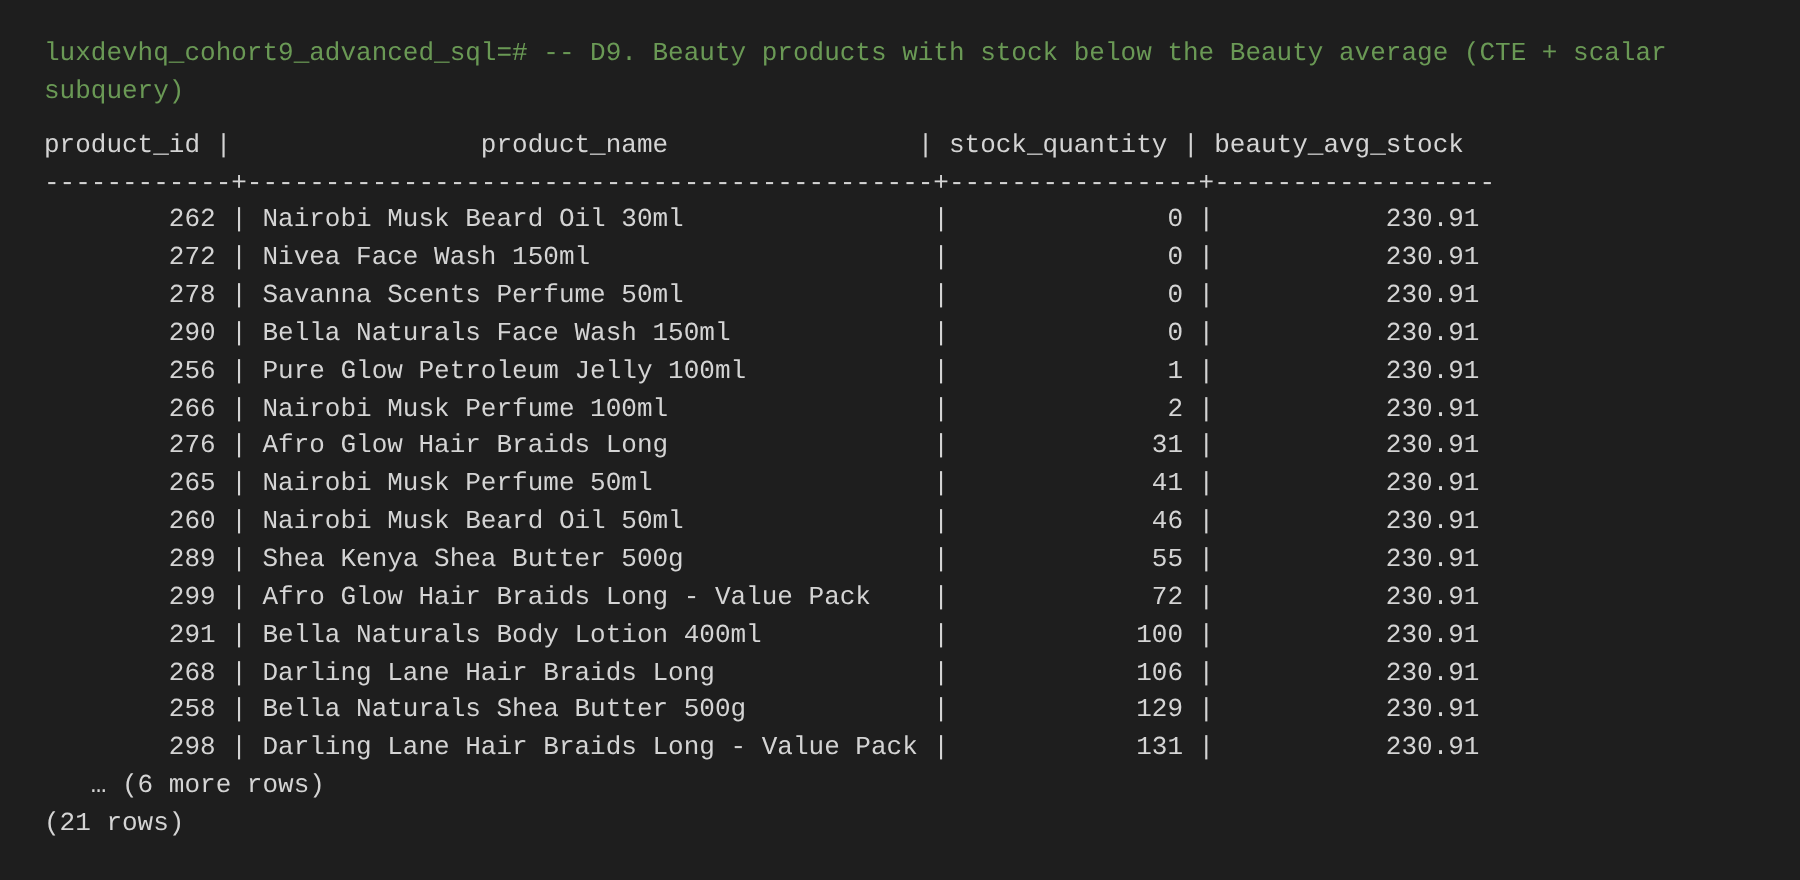 luxdevhq_cohort9_advanced_sql=# -- D9. Beauty products with stock below the Beauty average (CTE + scalar
subquery)
product_id |                product_name                | stock_quantity | beauty_avg_stock
------------+--------------------------------------------+----------------+------------------
        262 | Nairobi Musk Beard Oil 30ml                |              0 |           230.91
        272 | Nivea Face Wash 150ml                      |              0 |           230.91
        278 | Savanna Scents Perfume 50ml                |              0 |           230.91
        290 | Bella Naturals Face Wash 150ml             |              0 |           230.91
        256 | Pure Glow Petroleum Jelly 100ml            |              1 |           230.91
        266 | Nairobi Musk Perfume 100ml                 |              2 |           230.91
        276 | Afro Glow Hair Braids Long                 |             31 |           230.91
        265 | Nairobi Musk Perfume 50ml                  |             41 |           230.91
        260 | Nairobi Musk Beard Oil 50ml                |             46 |           230.91
        289 | Shea Kenya Shea Butter 500g                |             55 |           230.91
        299 | Afro Glow Hair Braids Long - Value Pack    |             72 |           230.91
        291 | Bella Naturals Body Lotion 400ml           |            100 |           230.91
        268 | Darling Lane Hair Braids Long              |            106 |           230.91
        258 | Bella Naturals Shea Butter 500g            |            129 |           230.91
        298 | Darling Lane Hair Braids Long - Value Pack |            131 |           230.91
   … (6 more rows)
(21 rows)